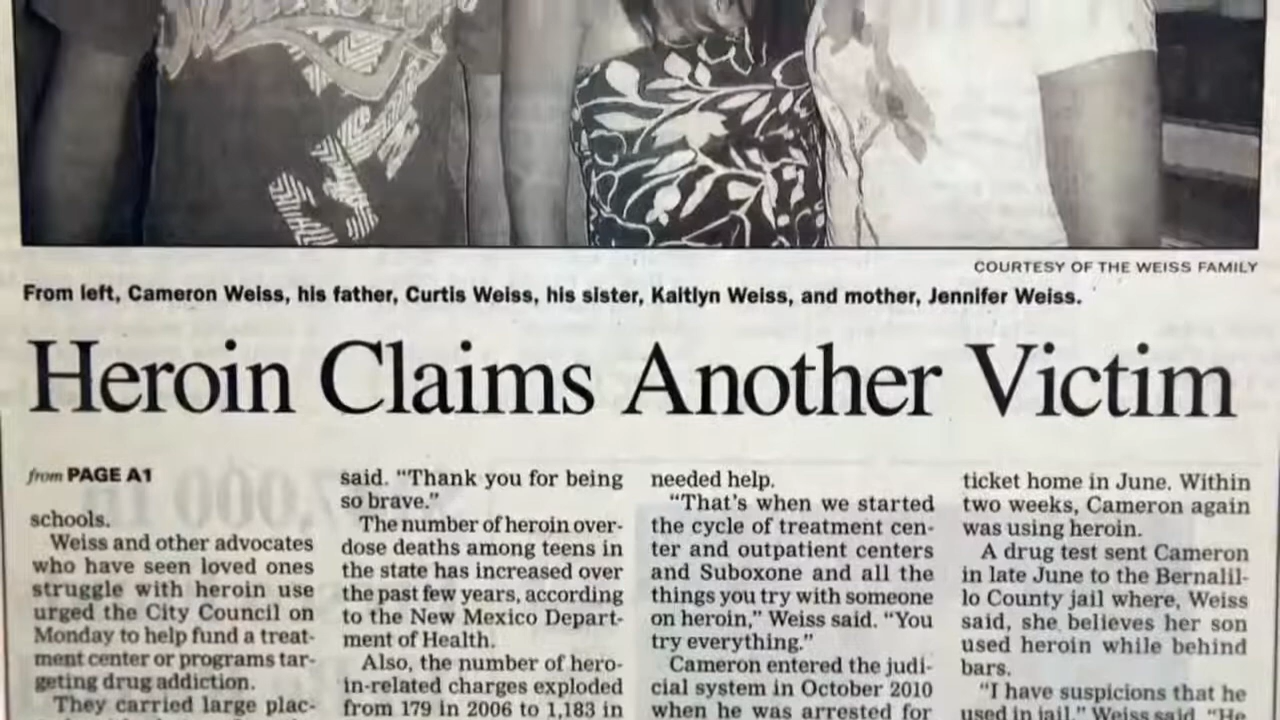 COURTESY OF THE WEISS FAMILY
From left, Cameron Weiss, his father, Curtis Weiss, his sister, Kaitlyn Weiss, and mother, Jennifer Weiss.
Heroin Claims Another Victim
from PAGE A1
schools.
Weiss and other advocates
who have seen loved ones
struggle with heroin use
urged the City Council on
Monday to help fund a treat-
ment center or programs tar-
geting drug addiction.
They carried large plac-
said. “Thank you for being
so brave.”
The number of heroin over-
dose deaths among teens in
the state has increased over
the past few years, according
to the New Mexico Depart-
ment of Health.
Also, the number of hero-
in-related charges exploded
from 179 in 2006 to 1,183 in
needed help.
“That’s when we started
the cycle of treatment cen-
ter and outpatient centers
and Suboxone and all the
things you try with someone
on heroin,” Weiss said. “You
try everything.”
Cameron entered the judi-
cial system in October 2010
when he was arrested for
ticket home in June. Within
two weeks, Cameron again
was using heroin.
A drug test sent Cameron
in late June to the Bernalil-
lo County jail where, Weiss
said, she believes her son
used heroin while behind
bars.
“I have suspicions that he
used in jail,” Weiss said. “He